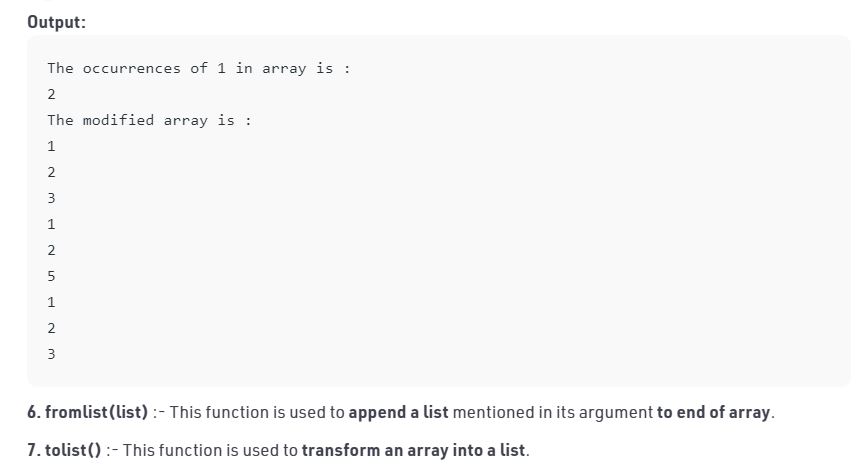 Output:
The occurrences of 1 in array is :
2
The modified array is :
1
2
3
1
2
5
1
2
3
6. fromlist(list) :- This function is used to append a list mentioned in its argument to end of array.
7. tolist() :- This function is used to transform an array into a list.